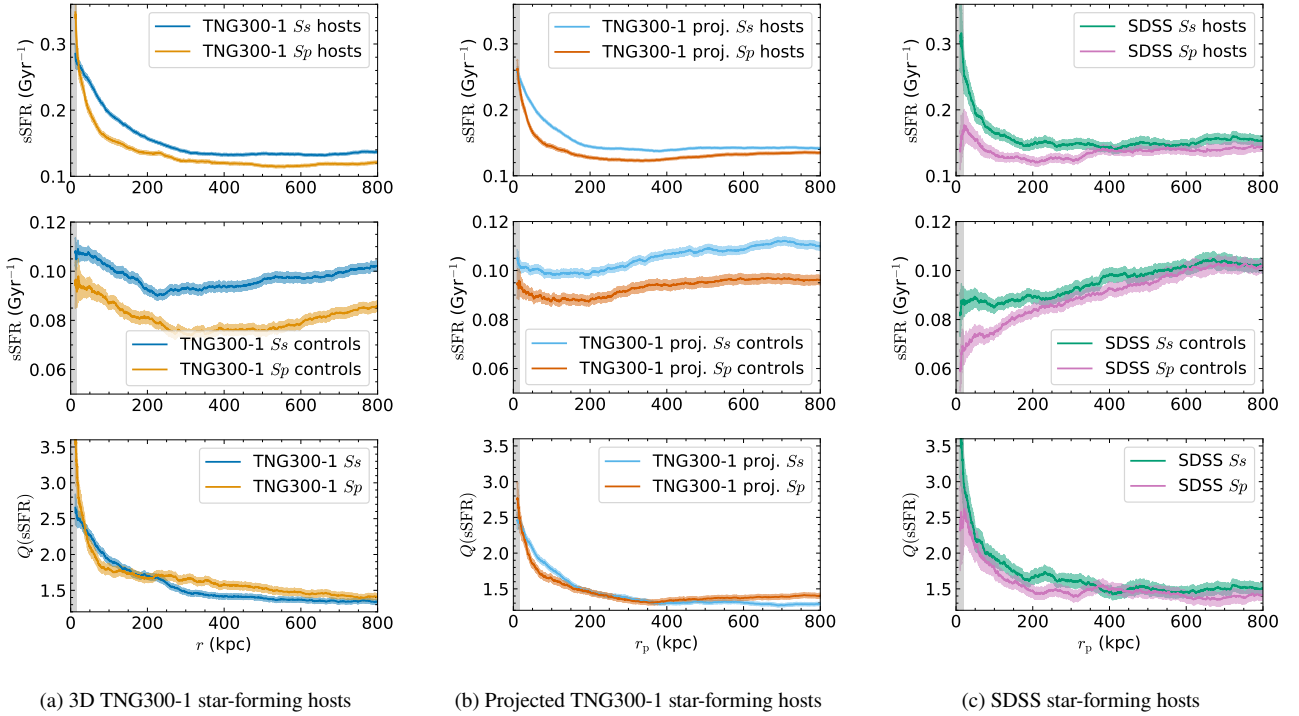 TNG300-1 Ss hosts
TNG300-1 Sp hosts
sSFR (Gyr⁻¹)
0.3
0.2
0.1
0 200 400 600 800
TNG300-1 proj. Ss hosts
TNG300-1 proj. Sp hosts
sSFR (Gyr⁻¹)
0.3
0.2
0.1
0 200 400 600 800
SDSS Ss hosts
SDSS Sp hosts
sSFR (Gyr⁻¹)
0.3
0.2
0.1
0 200 400 600 800
sSFR (Gyr⁻¹)
0.12
0.10
0.08
0.06
TNG300-1 Ss controls
TNG300-1 Sp controls
0 200 400 600 800
sSFR (Gyr⁻¹)
0.12
0.10
0.08
0.06
TNG300-1 proj. Ss controls
TNG300-1 proj. Sp controls
0 200 400 600 800
sSFR (Gyr⁻¹)
0.12
0.10
0.08
0.06
SDSS Ss controls
SDSS Sp controls
0 200 400 600 800
TNG300-1 Ss
TNG300-1 Sp
Q(sSFR)
3.5
3.0
2.5
2.0
1.5
0 200 400 600 800
r (kpc)
TNG300-1 proj. Ss
TNG300-1 proj. Sp
Q(sSFR)
3.5
3.0
2.5
2.0
1.5
0 200 400 600 800
rₚ (kpc)
SDSS Ss
SDSS Sp
Q(sSFR)
3.5
3.0
2.5
2.0
1.5
0 200 400 600 800
rₚ (kpc)
(a) 3D TNG300-1 star-forming hosts
(b) Projected TNG300-1 star-forming hosts
(c) SDSS star-forming hosts